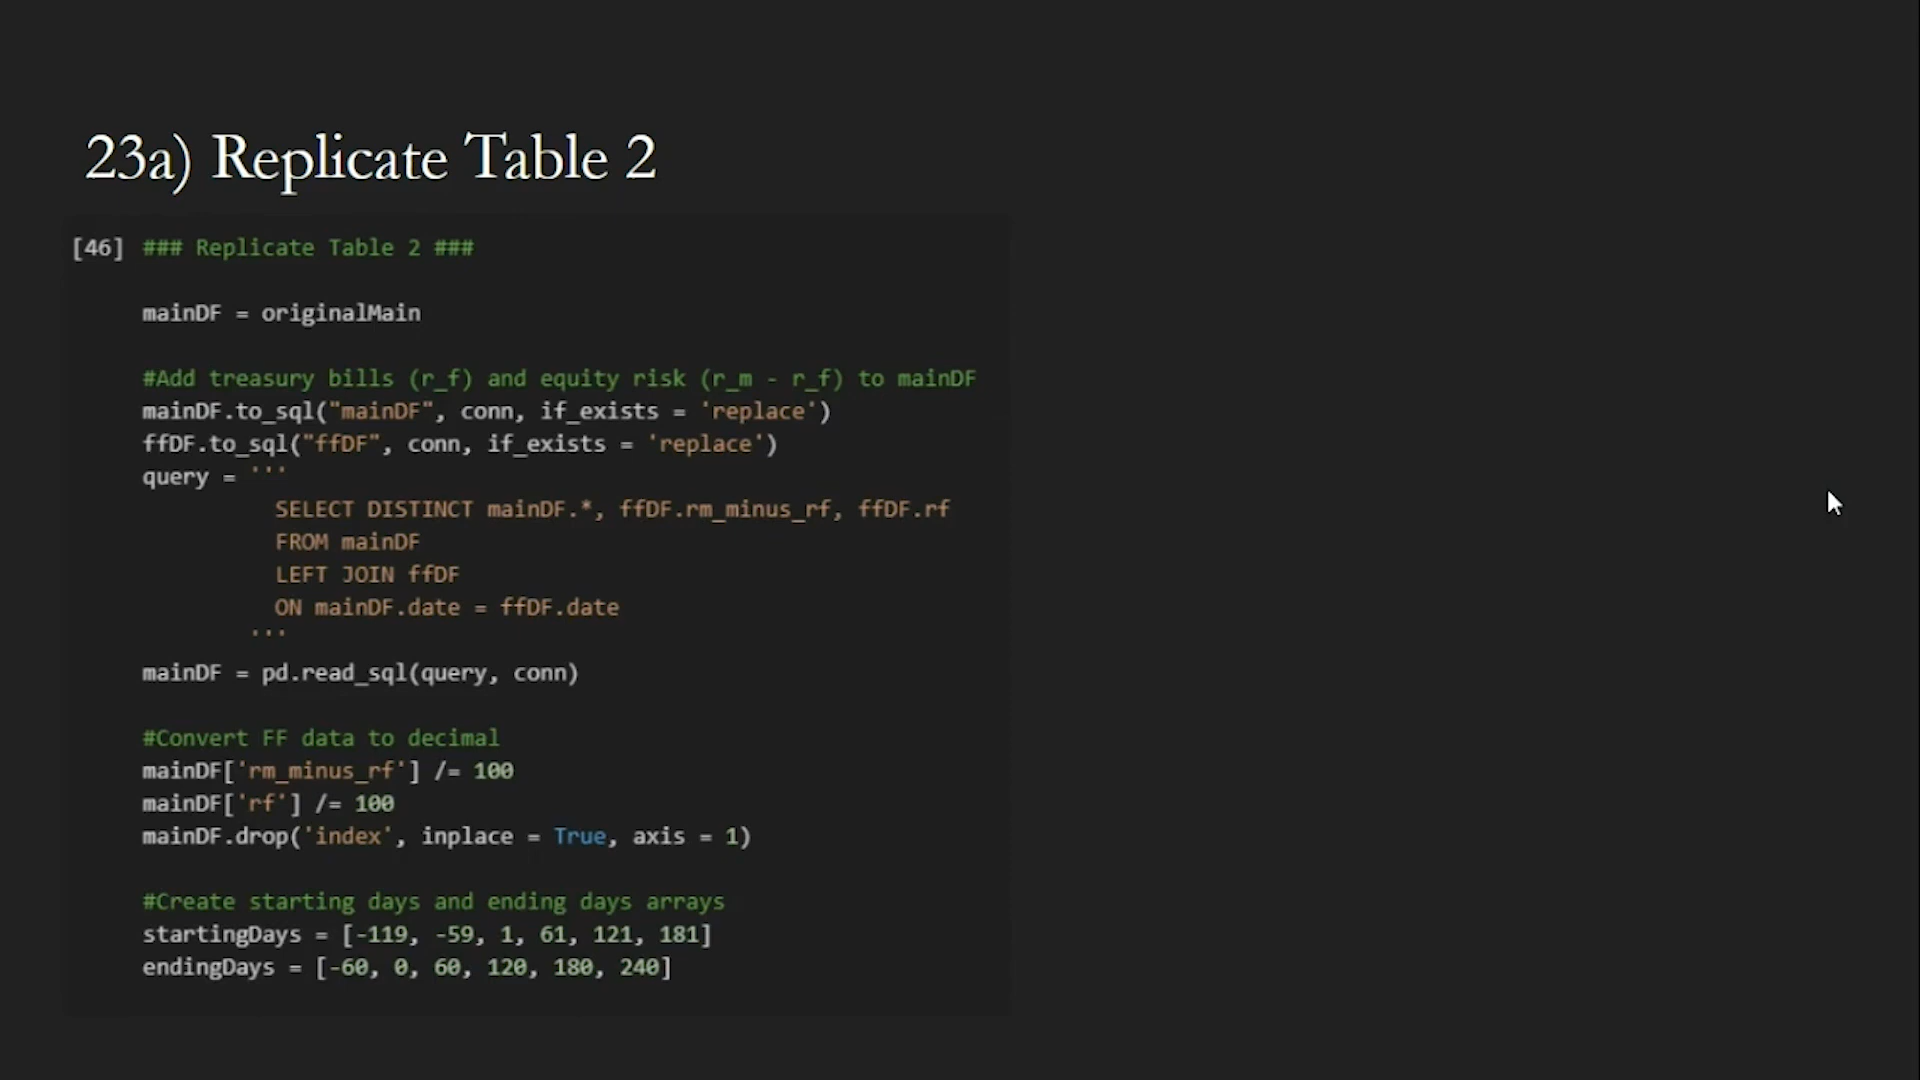 23a) Replicate Table 2
[46] ### Replicate Table 2 ###
mainDF = originalMain
#Add treasury bills (r_f) and equity risk (r_m - r_f) to mainDF
mainDF.to_sql("mainDF", conn, if_exists = 'replace')
ffDF.to_sql("ffDF", conn, if_exists = 'replace')
query = '''
SELECT DISTINCT mainDF.*, ffDF.rm_minus_rf, ffDF.rf
FROM mainDF
LEFT JOIN ffDF
ON mainDF.date = ffDF.date
'''
mainDF = pd.read_sql(query, conn)
#Convert FF data to decimal
mainDF['rm_minus_rf'] /= 100
mainDF['rf'] /= 100
mainDF.drop('index', inplace = True, axis = 1)
#Create starting days and ending days arrays
startingDays = [-119, -59, 1, 61, 121, 181]
endingDays = [-60, 0, 60, 120, 180, 240]